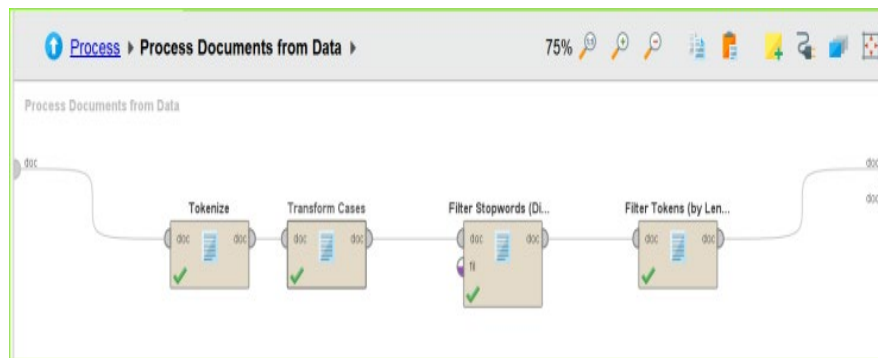 Process ▸ Process Documents from Data ▸ 75%
Process Documents from Data
doc doc
doc
Tokenize Transform Cases Filter Stopwords (Di... Filter Tokens (by Len...
doc doc doc doc doc doc doc doc
fil